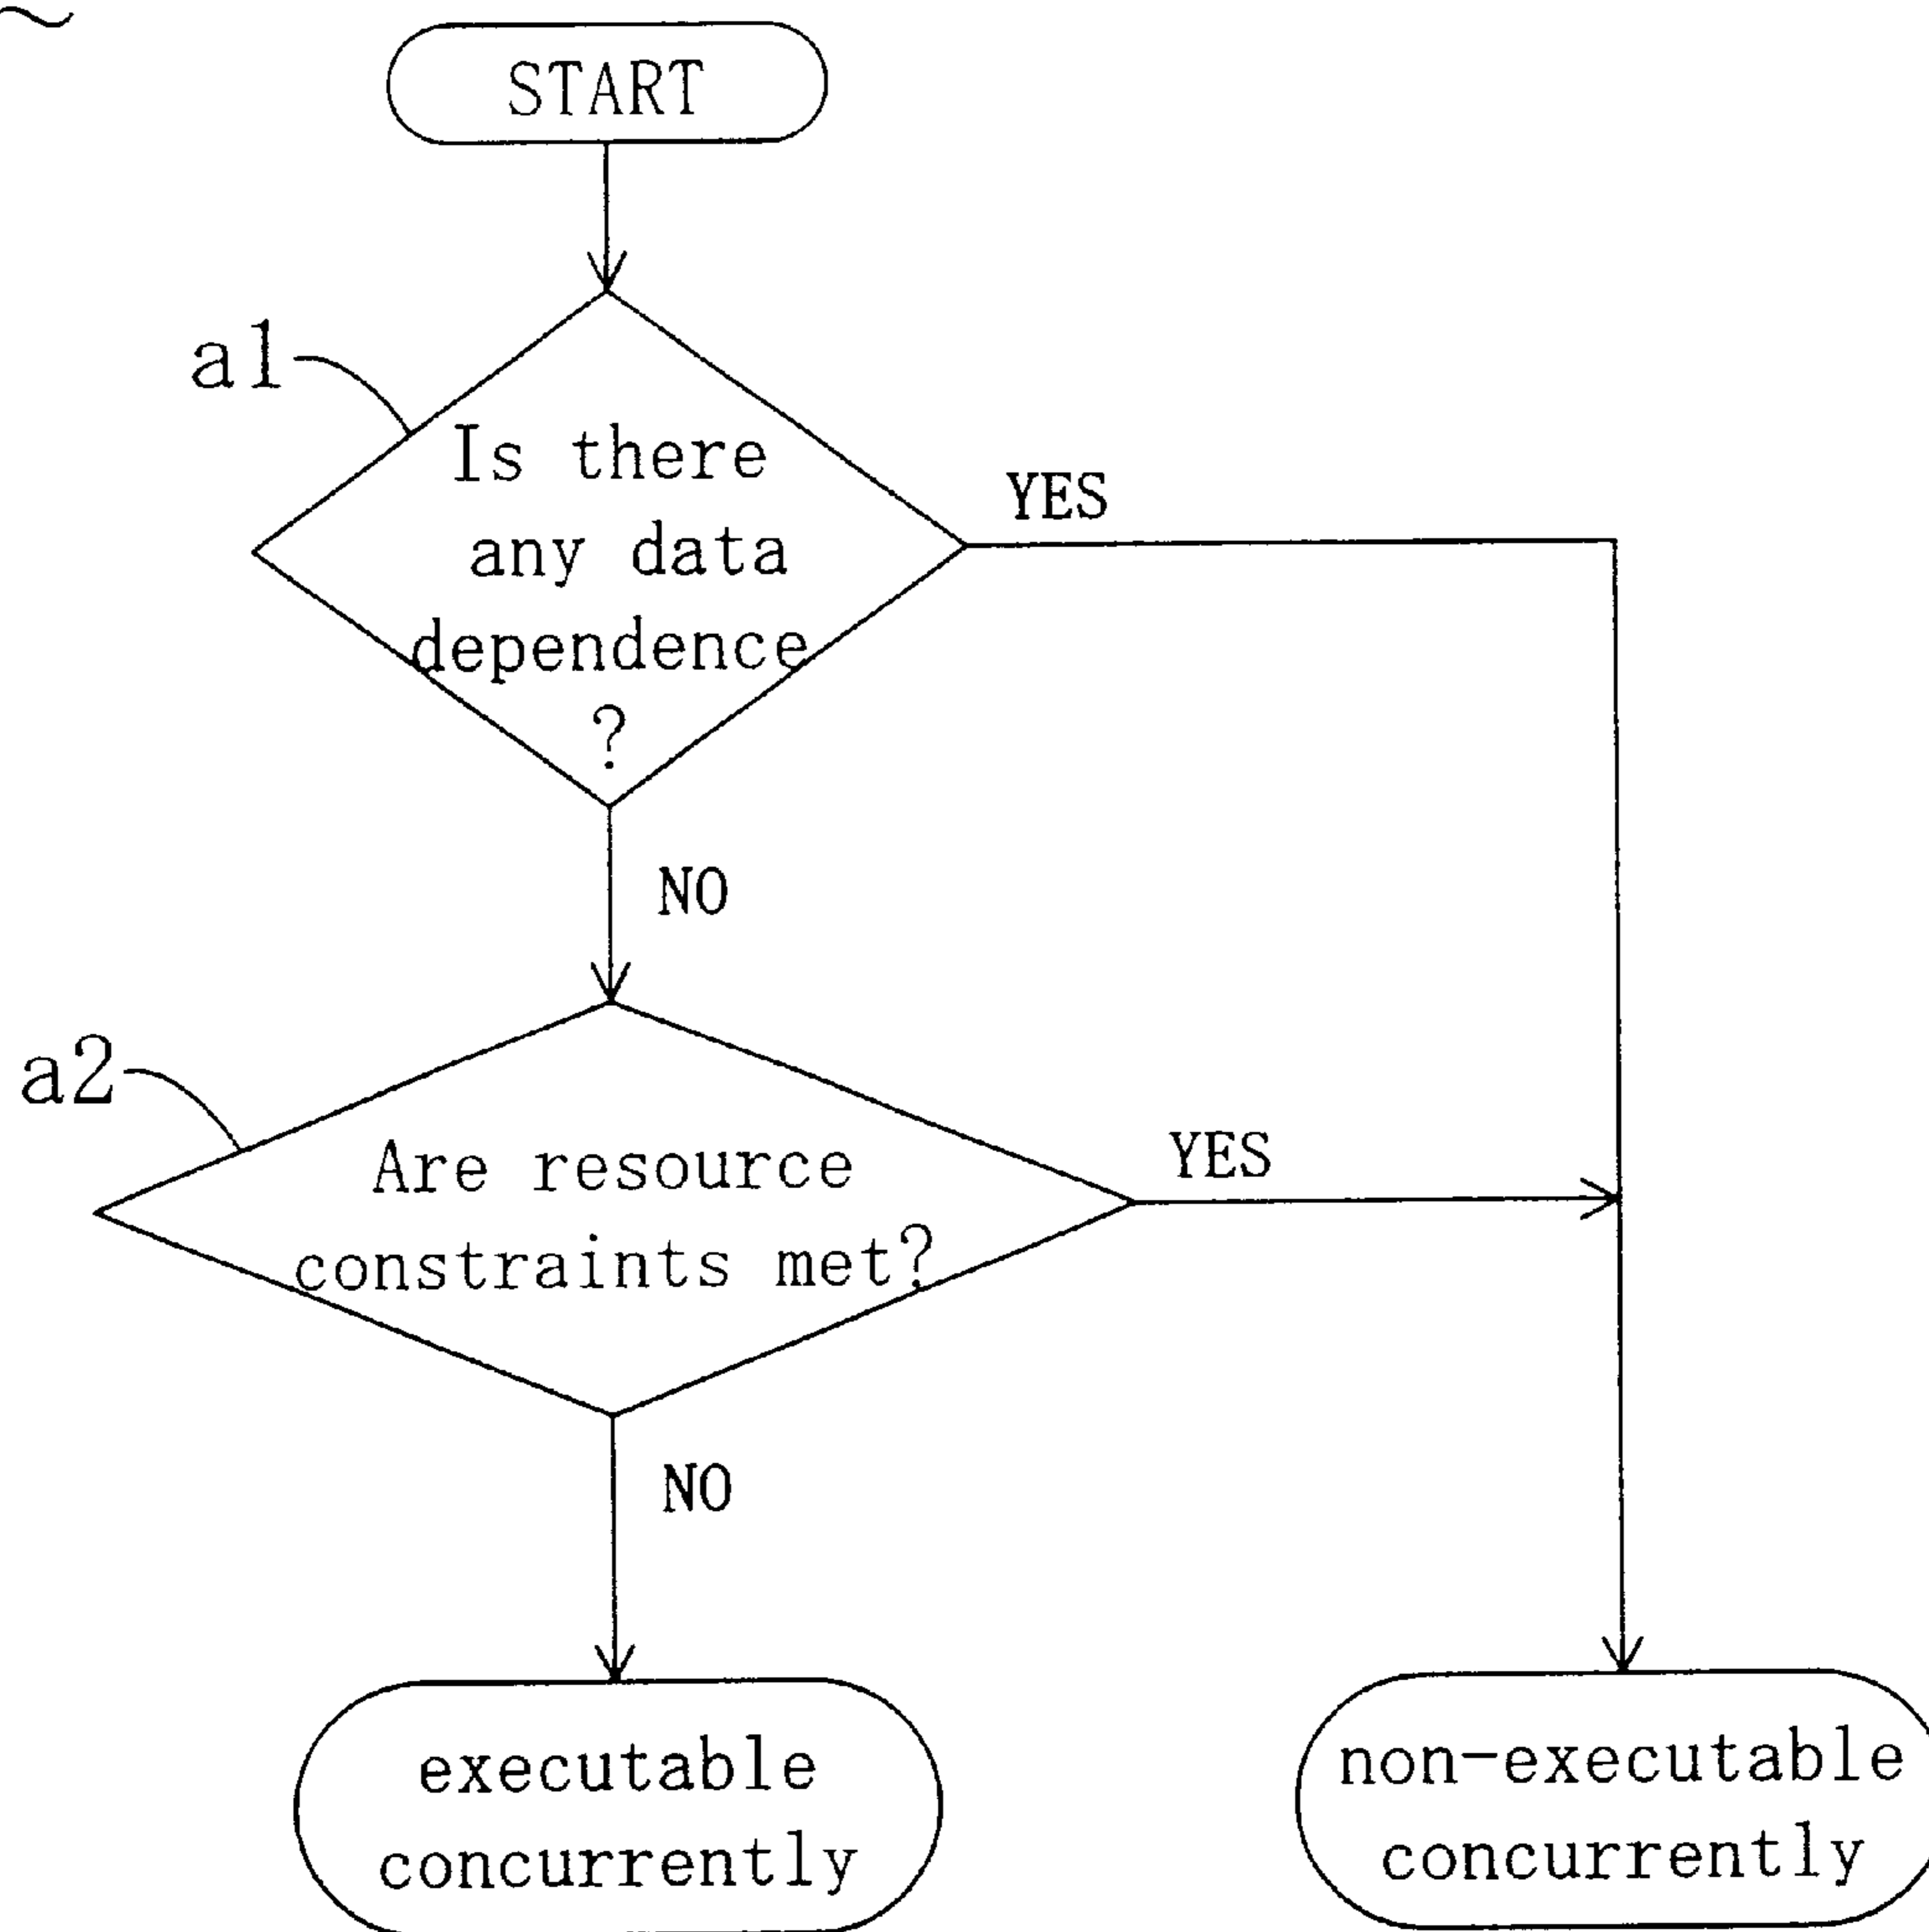 START
a1
Is there
any data
dependence
?
YES
NO
a2
Are resource
constraints met?
YES
NO
executable
concurrently
non-executable
concurrently